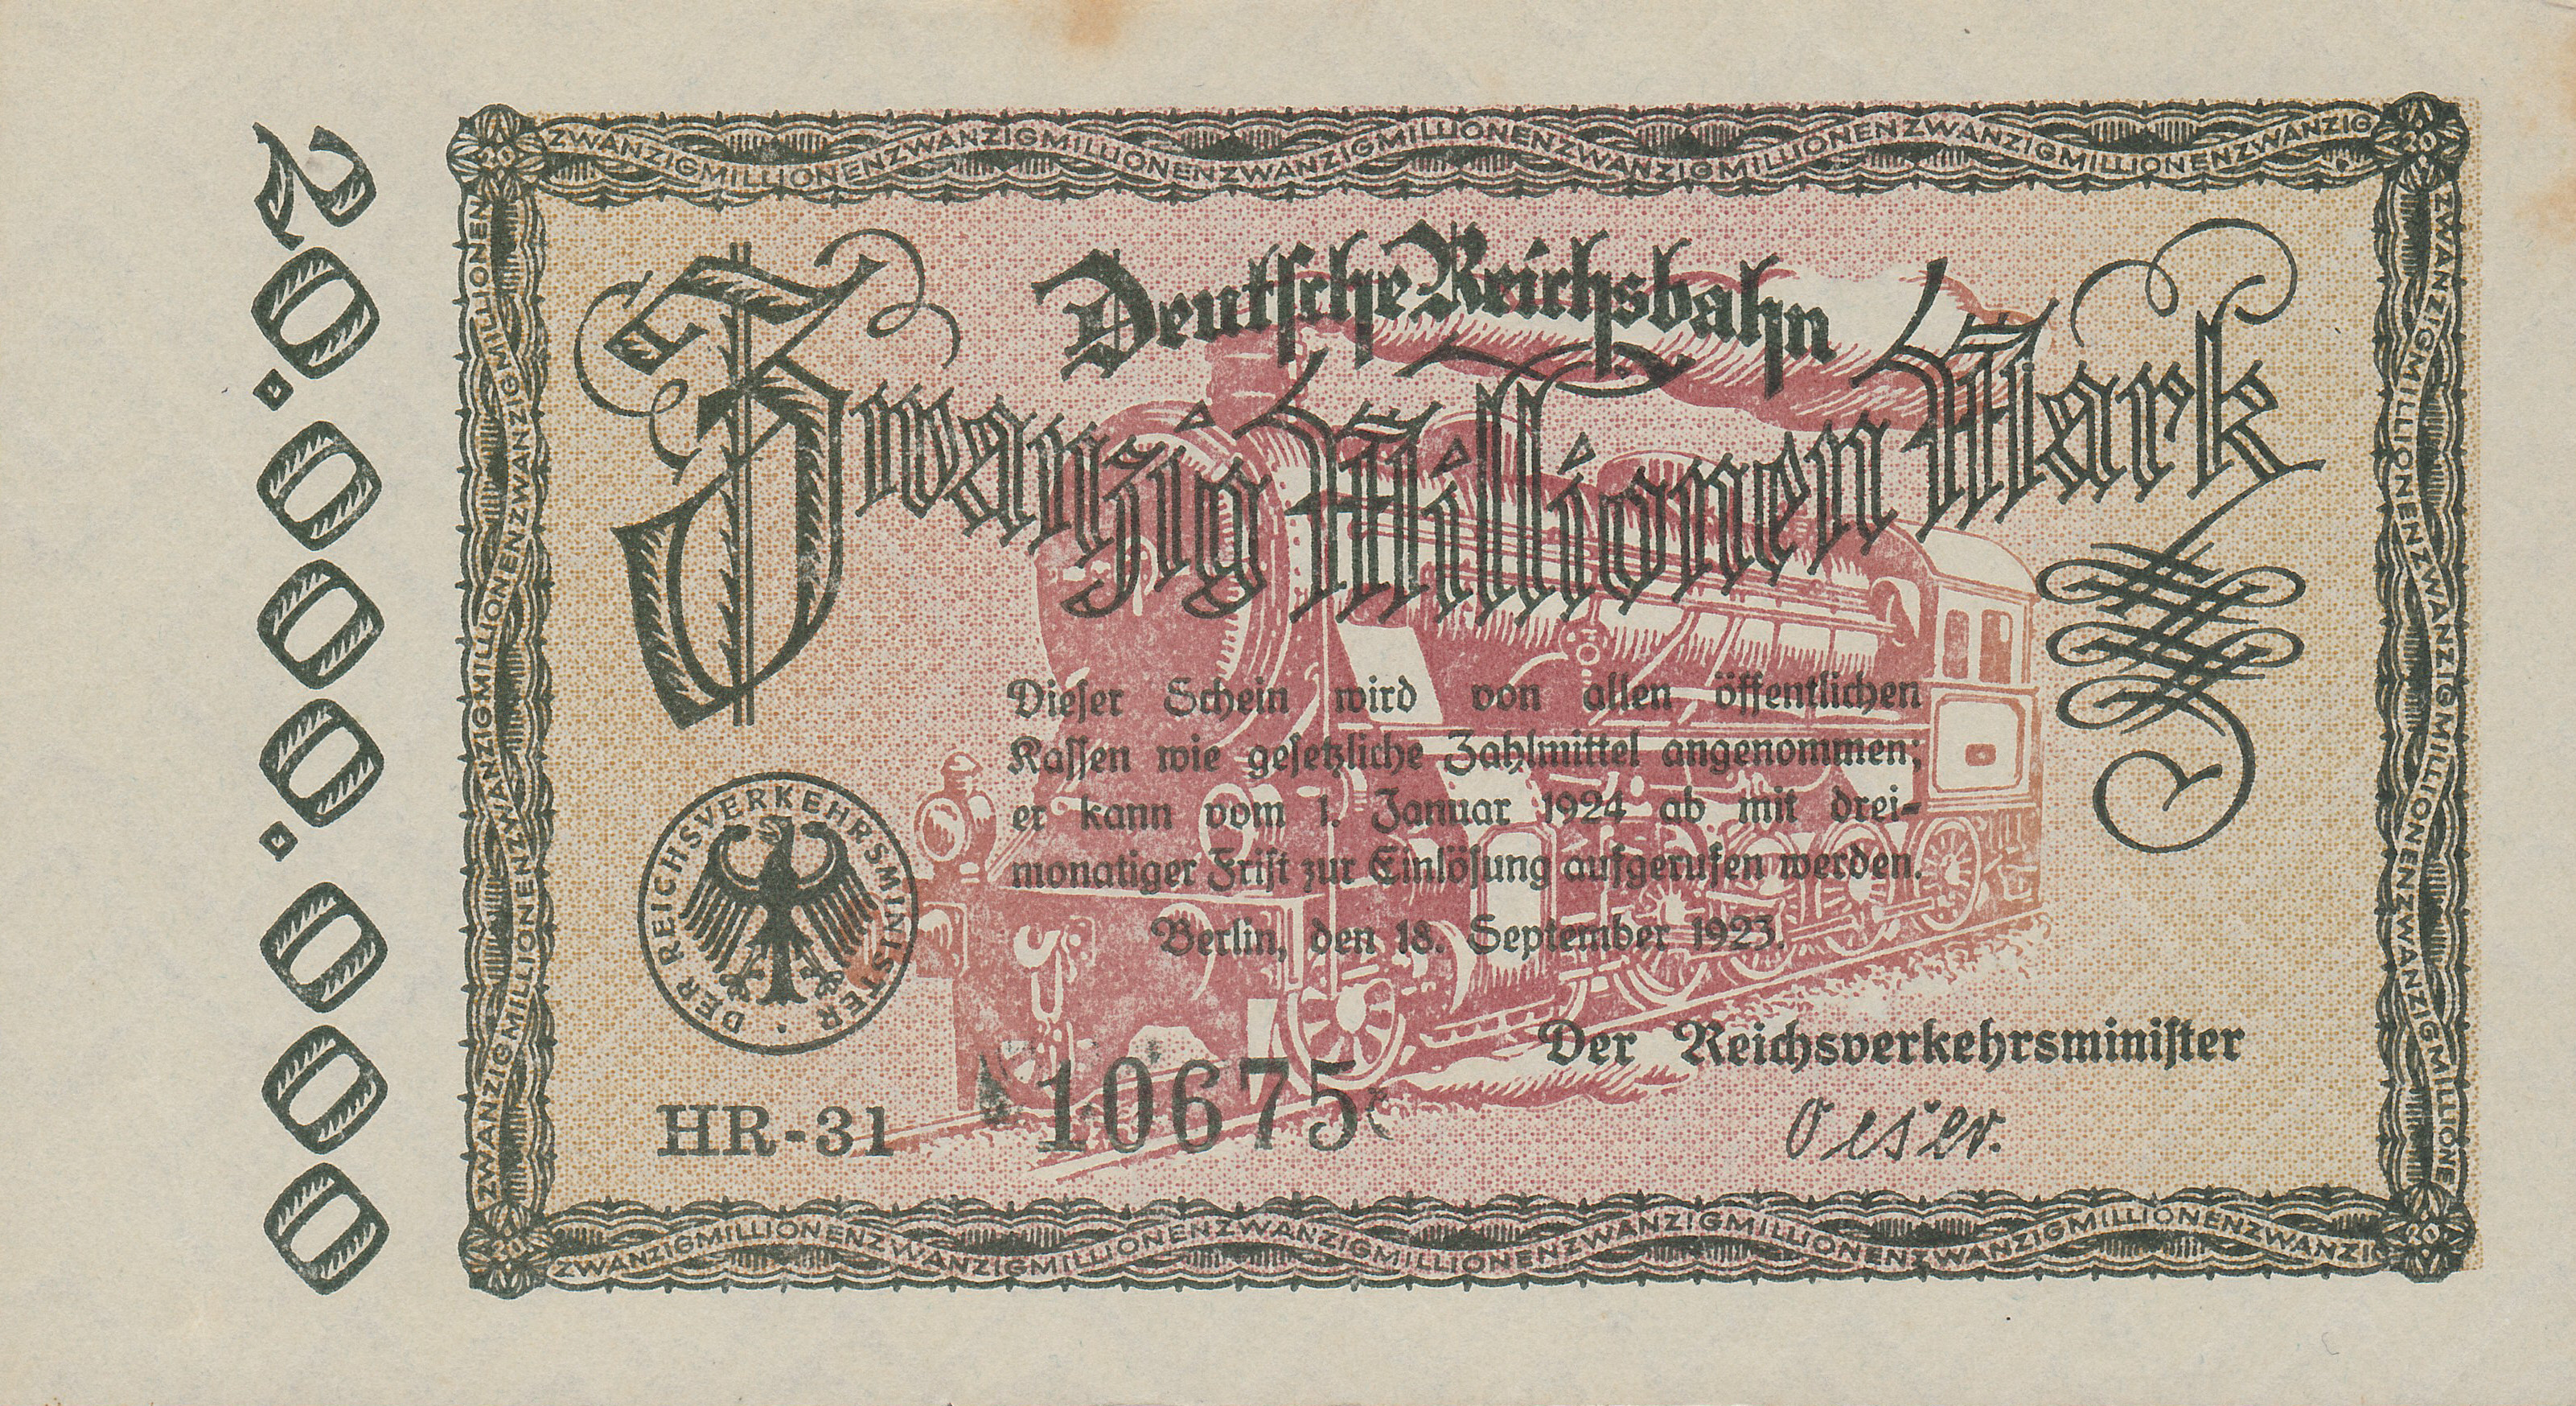 20.000.000
ZWANZIGMILLIONENZWANZIGMILLIONENZWANZIGMILLIONENZWANZIGMILLIONENZWANZIG
Deutsche Reichsbahn
Zwanzig Millionen Mark
Dieser Schein wird von allen öffentlichen
Kassen wie gesetzliche Zahlmittel angenommen;
er kann vom 1. Januar 1924 ab mit drei-
monatiger Frist zur Einlösung aufgerufen werden.
Berlin, den 18. September 1923.
DER REICHSVERKEHRSMINISTER
Der Reichsverkehrsminister
HR-31
10675
Oeser.
ZWANZIGMILLIONENZWANZIGMILLIONENZWANZIGMILLIONENZWANZIGMILLIONENZWANZIG